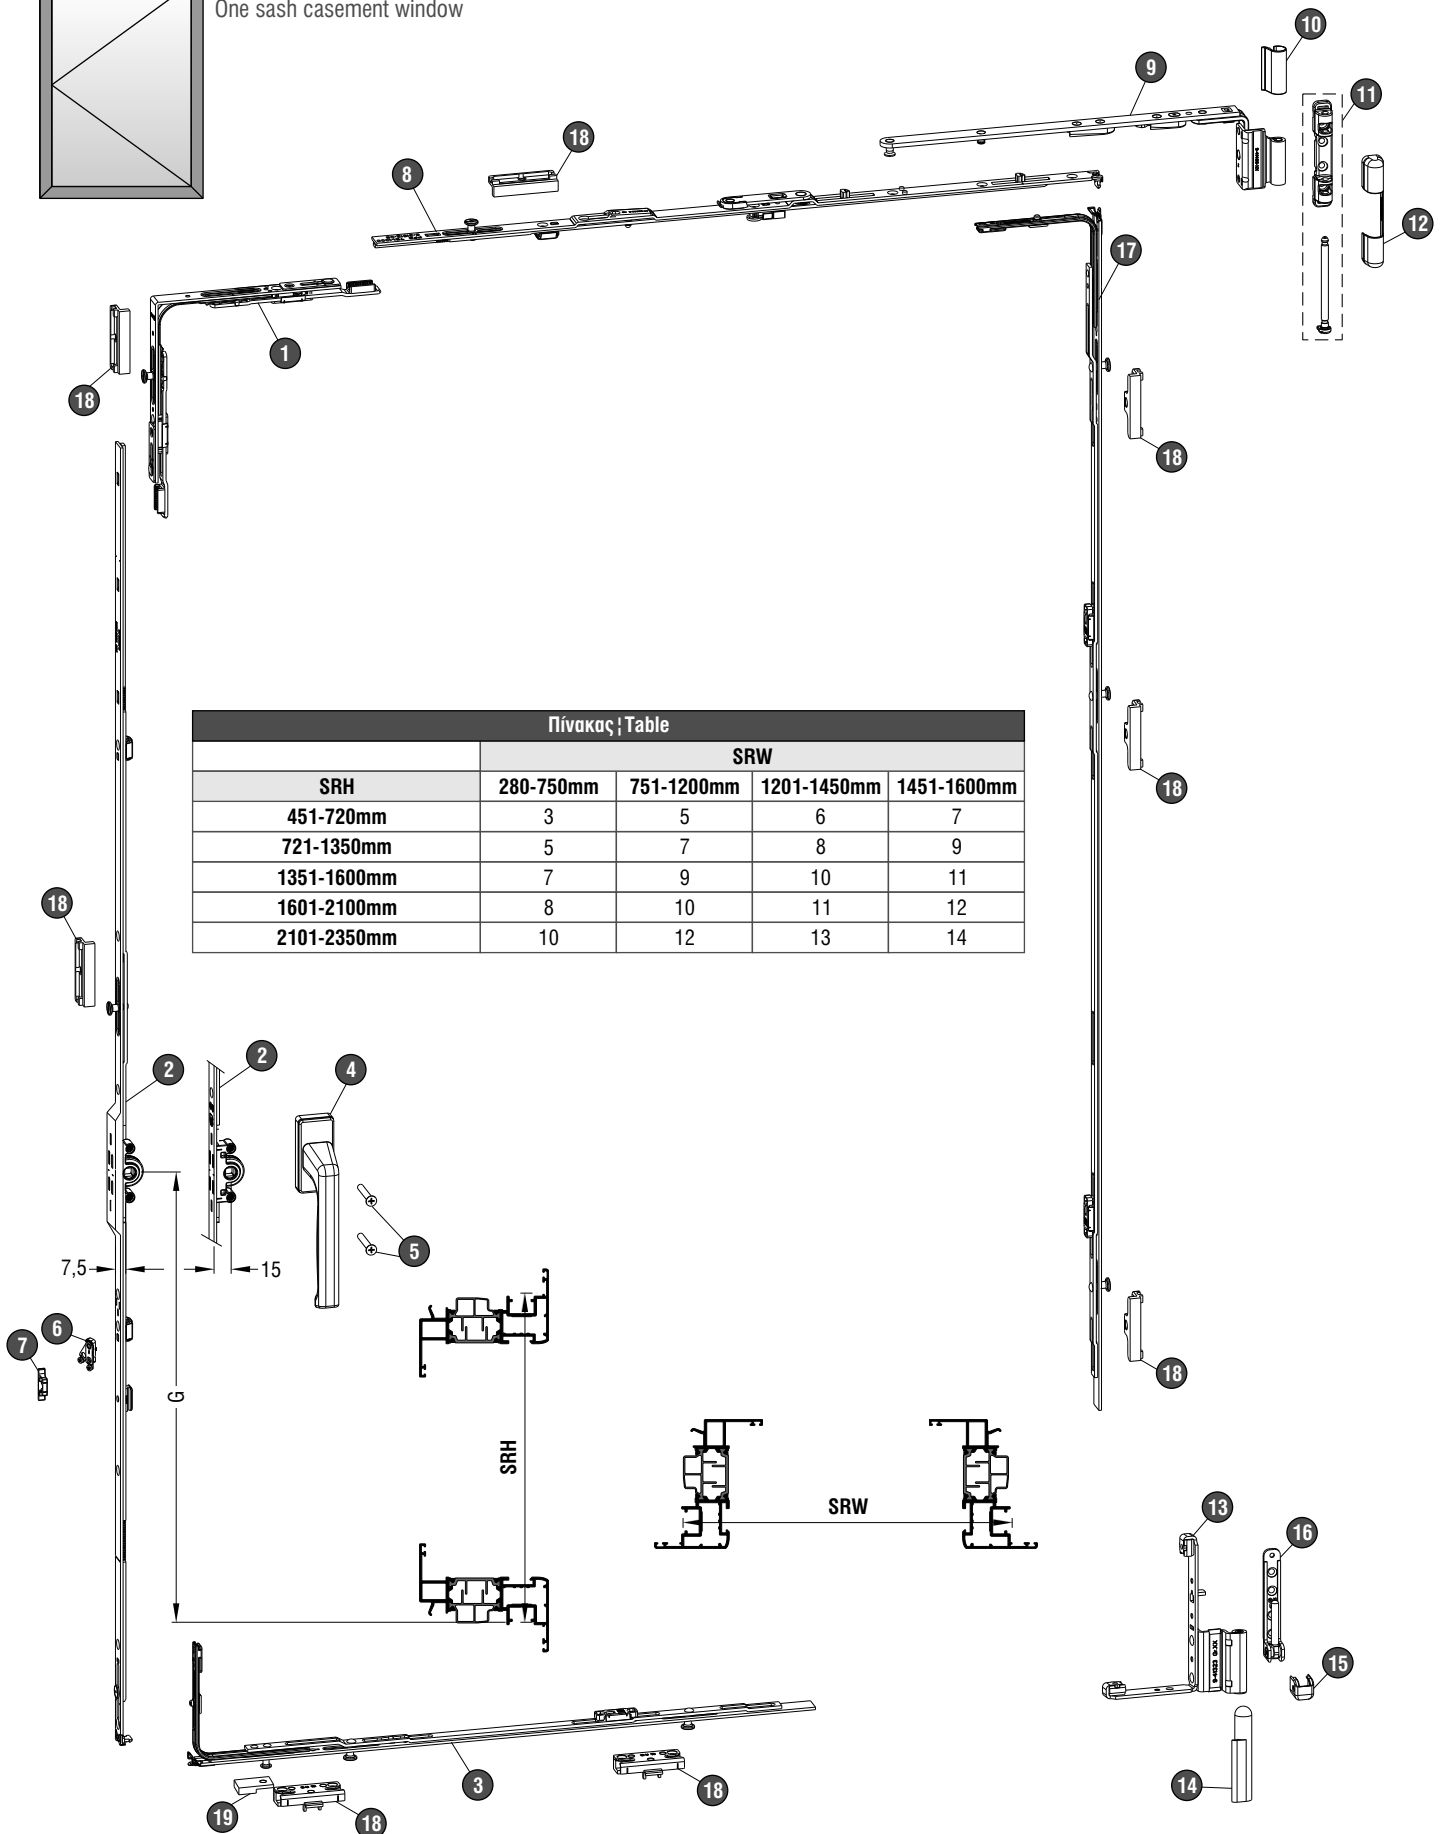 One sash casement window
10
9
11
18
8
12
17
1
18
18
Πίνακας ¦ Table
SRW
SRH 280-750mm 751-1200mm 1201-1450mm 1451-1600mm
451-720mm 3 5 6 7
721-1350mm 5 7 8 9
1351-1600mm 7 9 10 11
1601-2100mm 8 10 11 12
2101-2350mm 10 12 13 14
18
18
2
2
4
5
7,5
15
6
7
G
18
SRH
SRW
13
16
15
14
3
18
19
18